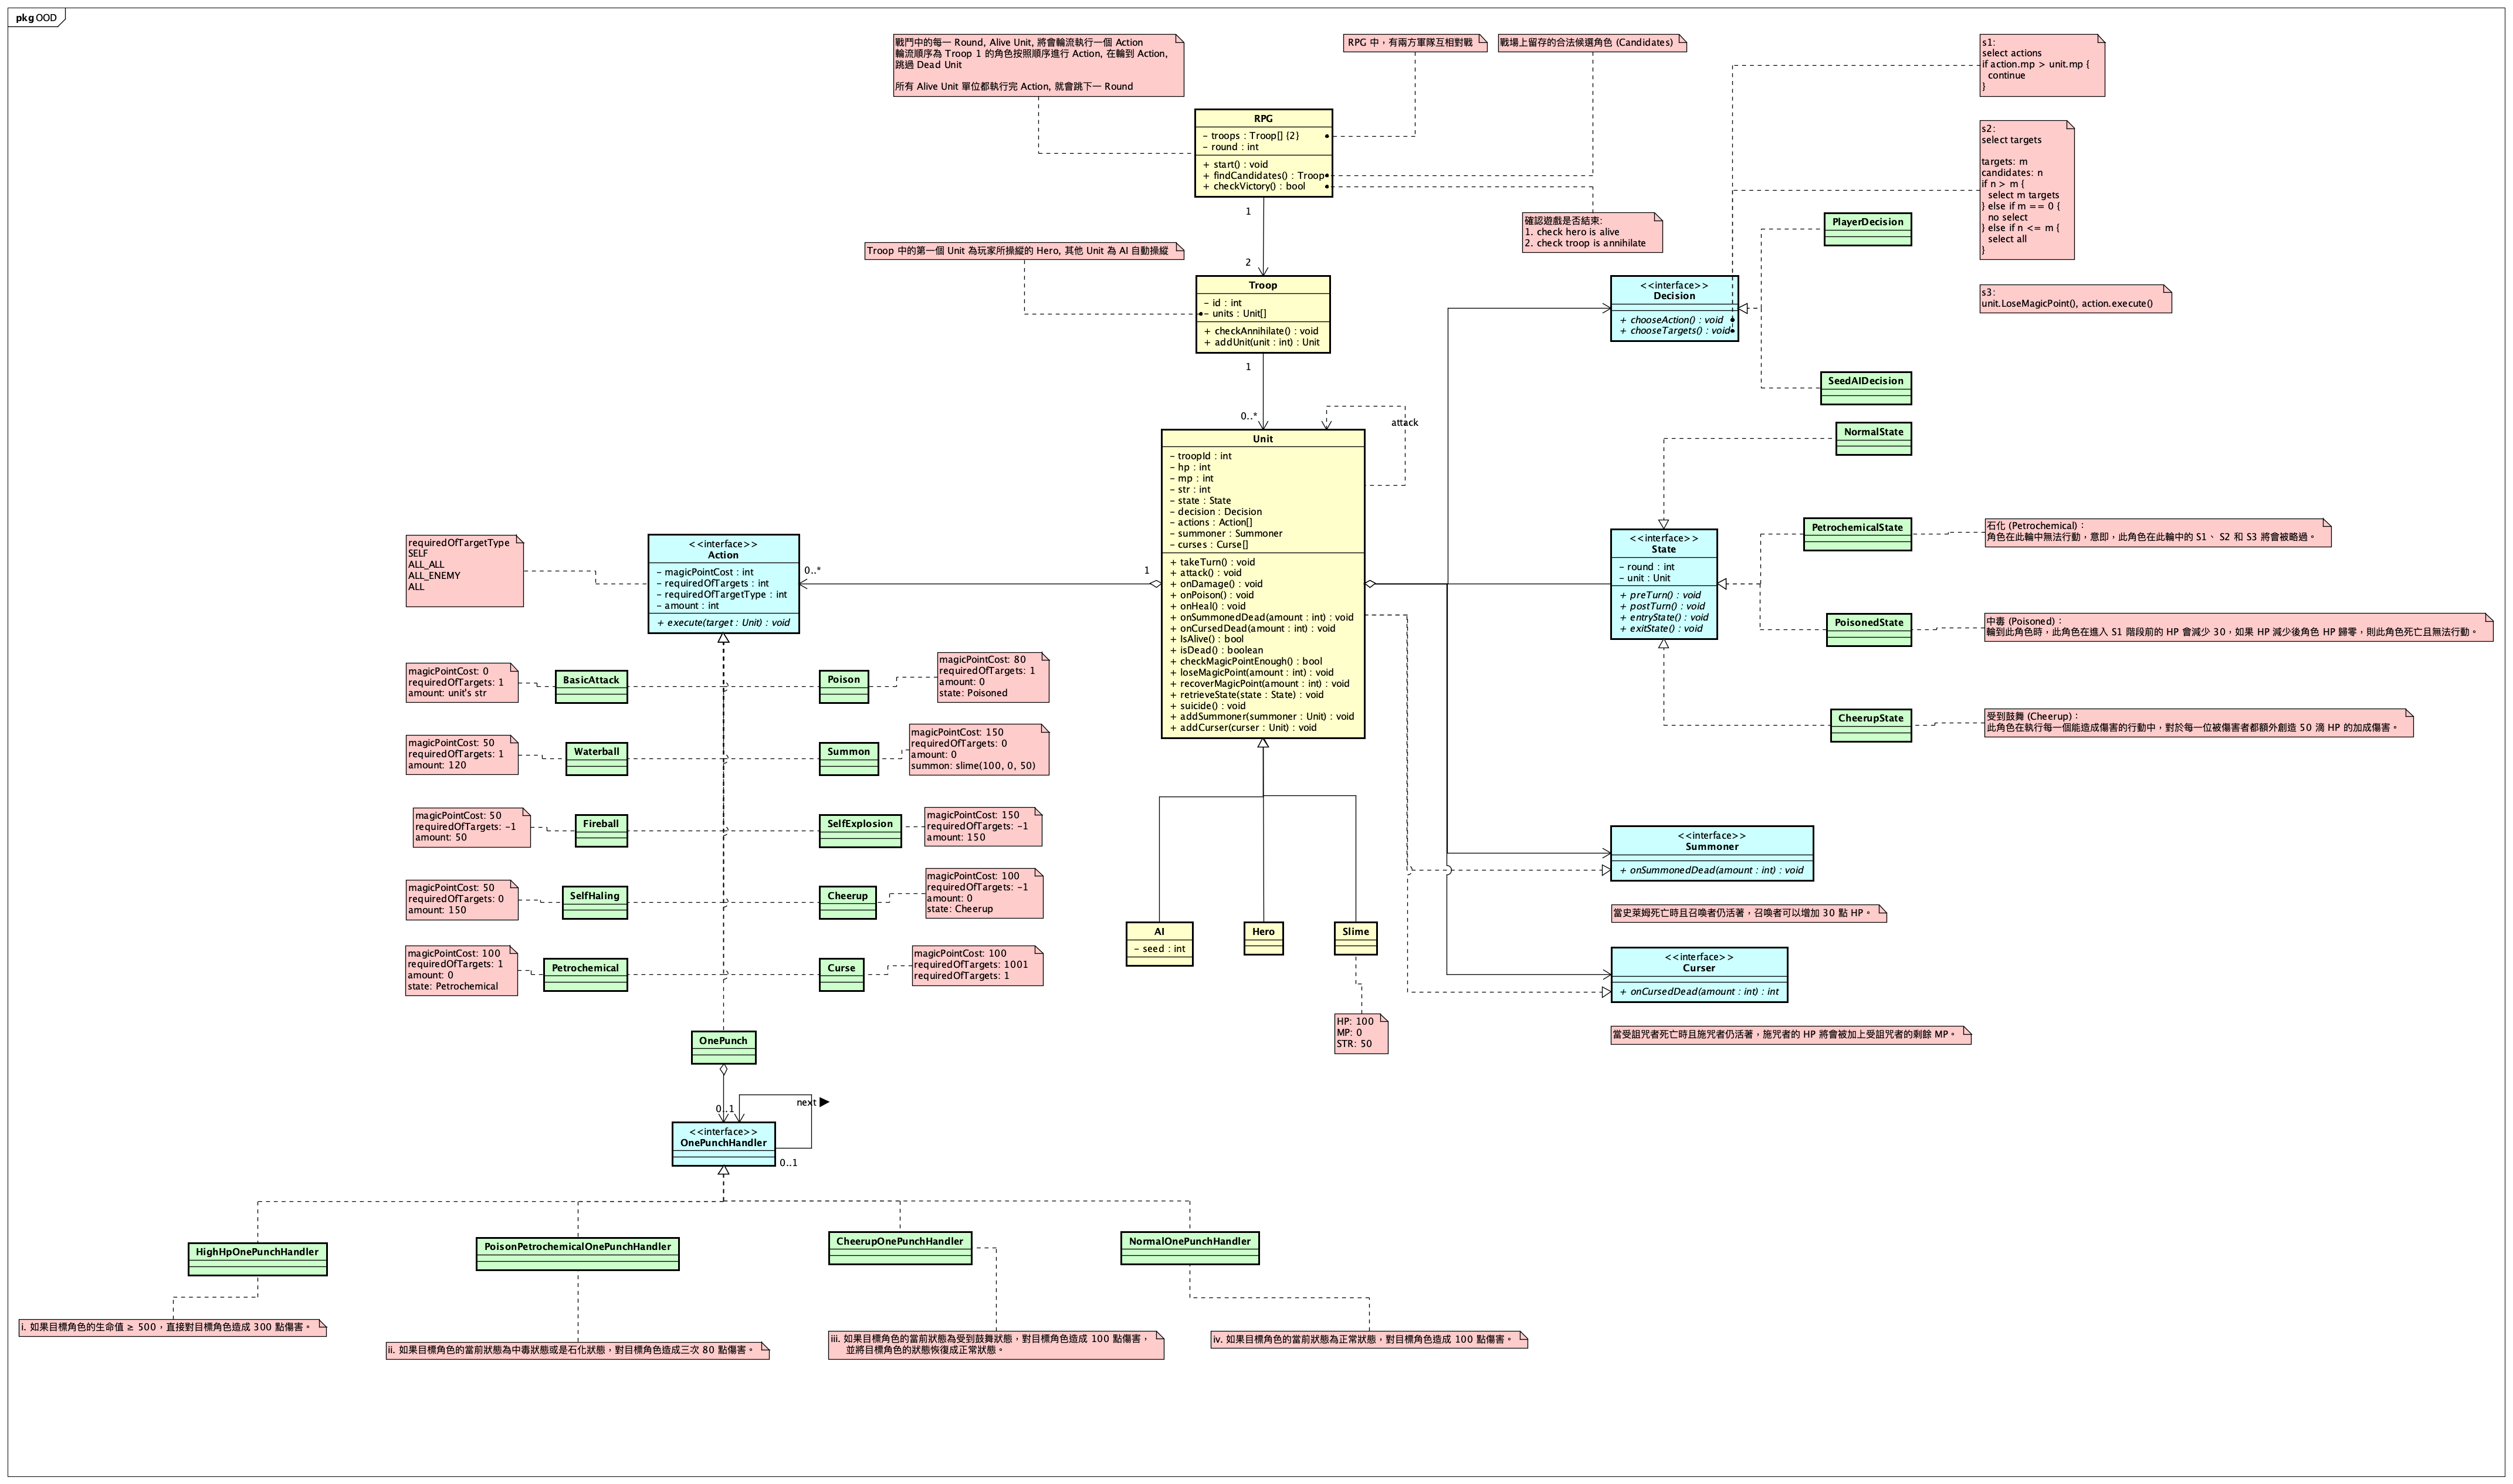 pkg OOD
戰鬥中的每一 Round, Alive Unit, 將會輪流執行一個 Action
輪流順序為 Troop 1 的角色按照順序進行 Action, 在輪到 Action,
跳過 Dead Unit
所有 Alive Unit 單位都執行完 Action, 就會跳下一 Round
RPG 中，有兩方軍隊互相對戰
戰場上留存的合法候選角色 (Candidates)
s1:
select actions
if action.mp > unit.mp {
continue
}
RPG
- troops : Troop[] {2}
- round : int
+ start() : void
+ findCandidates() : Troop
+ checkVictory() : bool
s2:
select targets
targets: m
candidates: n
if n > m {
select m targets
} else if m == 0 {
no select
} else if n <= m {
select all
}
1
2
確認遊戲是否結束:
1. check hero is alive
2. check troop is annihilate
PlayerDecision
Troop 中的第一個 Unit 為玩家所操縱的 Hero, 其他 Unit 為 AI 自動操縱
Troop
- id : int
- units : Unit[]
+ checkAnnihilate() : void
+ addUnit(unit : int) : Unit
<<interface>>
Decision
+ chooseAction() : void
+ chooseTargets() : void
s3:
unit.LoseMagicPoint(), action.execute()
1
0..*
SeedAIDecision
attack
Unit
- troopId : int
- hp : int
- mp : int
- str : int
- state : State
- decision : Decision
- actions : Action[]
- summoner : Summoner
- curses : Curse[]
+ takeTurn() : void
+ attack() : void
+ onDamage() : void
+ onPoison() : void
+ onHeal() : void
+ onSummonedDead(amount : int) : void
+ onCursedDead(amount : int) : void
+ IsAlive() : bool
+ isDead() : boolean
+ checkMagicPointEnough() : bool
+ loseMagicPoint(amount : int) : void
+ recoverMagicPoint(amount : int) : void
+ retrieveState(state : State) : void
+ suicide() : void
+ addSummoner(summoner : Unit) : void
+ addCurser(curser : Unit) : void
NormalState
PetrochemicalState
石化 (Petrochemical)：
角色在此輪中無法行動，意即，此角色在此輪中的 S1、 S2 和 S3 將會被略過。
requiredOfTargetType
SELF
ALL_ALL
ALL_ENEMY
ALL
<<interface>>
Action
- magicPointCost : int
- requiredOfTargets : int
- requiredOfTargetType : int
- amount : int
+ execute(target : Unit) : void
0..*
1
<<interface>>
State
- round : int
- unit : Unit
+ preTurn() : void
+ postTurn() : void
+ entryState() : void
+ exitState() : void
PoisonedState
中毒 (Poisoned)：
輪到此角色時，此角色在進入 S1 階段前的 HP 會減少 30，如果 HP 減少後角色 HP 歸零，則此角色死亡且無法行動。
CheerupState
受到鼓舞 (Cheerup)：
此角色在執行每一個能造成傷害的行動中，對於每一位被傷害者都額外創造 50 滴 HP 的加成傷害。
magicPointCost: 0
requiredOfTargets: 1
amount: unit's str
BasicAttack
Poison
magicPointCost: 80
requiredOfTargets: 1
amount: 0
state: Poisoned
magicPointCost: 50
requiredOfTargets: 1
amount: 120
Waterball
Summon
magicPointCost: 150
requiredOfTargets: 0
amount: 0
summon: slime(100, 0, 50)
magicPointCost: 50
requiredOfTargets: -1
amount: 50
Fireball
SelfExplosion
magicPointCost: 150
requiredOfTargets: -1
amount: 150
magicPointCost: 50
requiredOfTargets: 0
amount: 150
SelfHaling
Cheerup
magicPointCost: 100
requiredOfTargets: -1
amount: 0
state: Cheerup
magicPointCost: 100
requiredOfTargets: 1
amount: 0
state: Petrochemical
Petrochemical
Curse
magicPointCost: 100
requiredOfTargets: 1001
requiredOfTargets: 1
<<interface>>
Summoner
+ onSummonedDead(amount : int) : void
當史萊姆死亡時且召喚者仍活著，召喚者可以增加 30 點 HP。
AI
- seed : int
Hero
Slime
<<interface>>
Curser
+ onCursedDead(amount : int) : int
HP: 100
MP: 0
STR: 50
當受詛咒者死亡時且施咒者仍活著，施咒者的 HP 將會被加上受詛咒者的剩餘 MP。
OnePunch
0..1
next
<<interface>>
OnePunchHandler
0..1
HighHpOnePunchHandler
PoisonPetrochemicalOnePunchHandler
CheerupOnePunchHandler
NormalOnePunchHandler
i. 如果目標角色的生命值 ≥ 500，直接對目標角色造成 300 點傷害。
ii. 如果目標角色的當前狀態為中毒狀態或是石化狀態，對目標角色造成三次 80 點傷害。
iii. 如果目標角色的當前狀態為受到鼓舞狀態，對目標角色造成 100 點傷害，
並將目標角色的狀態恢復成正常狀態。
iv. 如果目標角色的當前狀態為正常狀態，對目標角色造成 100 點傷害。